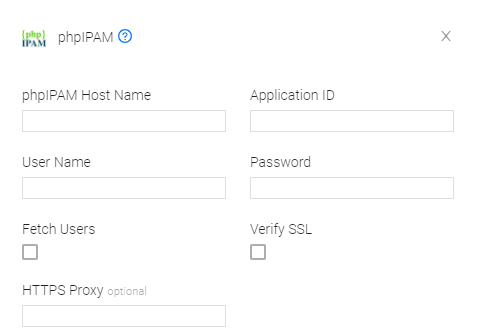 {php}
IPAM
phpIPAM ?
phpIPAM Host Name
Application ID
User Name
Password
Fetch Users
Verify SSL
HTTPS Proxy optional